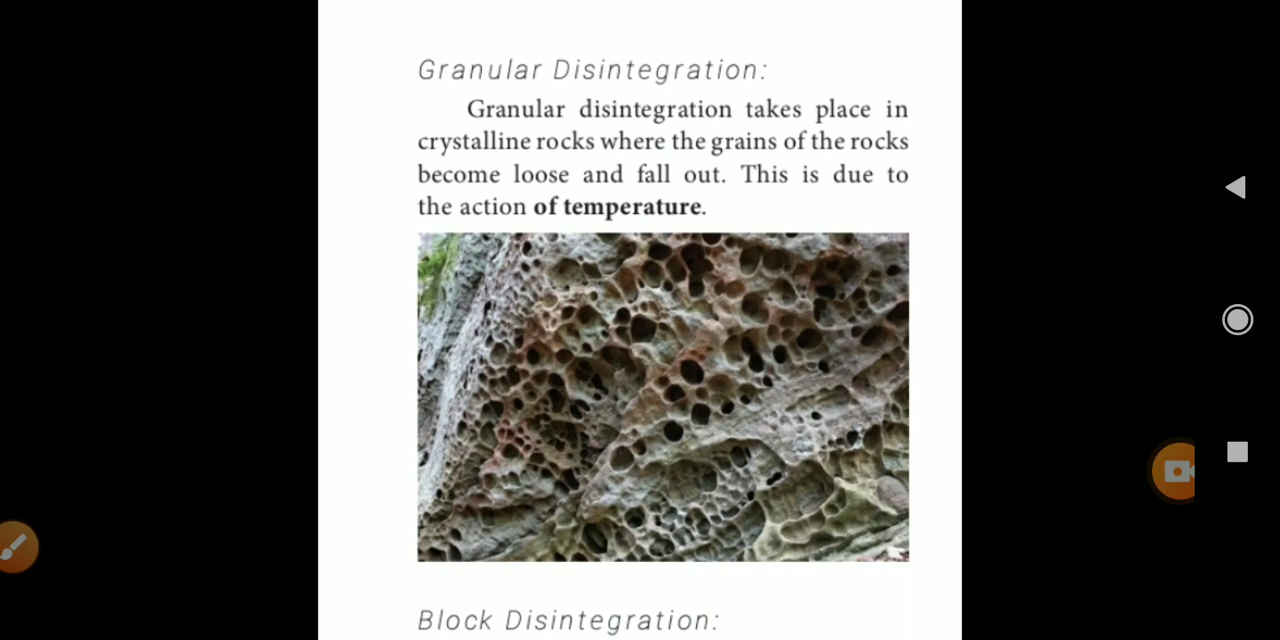 Granular Disintegration:
Granular disintegration takes place in
crystalline rocks where the grains of the rocks
become loose and fall out. This is due to
the action of temperature.
Block Disintegration: